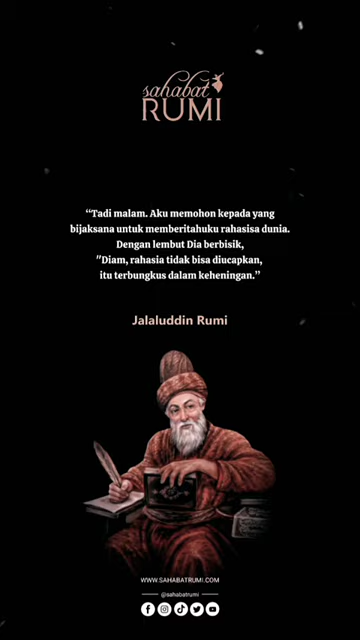 sahabat
RUMI
“Tadi malam. Aku memohon kepada yang
bijaksana untuk memberitahuku rahasisa dunia.
Dengan lembut Dia berbisik,
"Diam, rahasia tidak bisa diucapkan,
itu terbungkus dalam keheningan.”
Jalaluddin Rumi
WWW.SAHABATRUMI.COM
@sahabatrumi